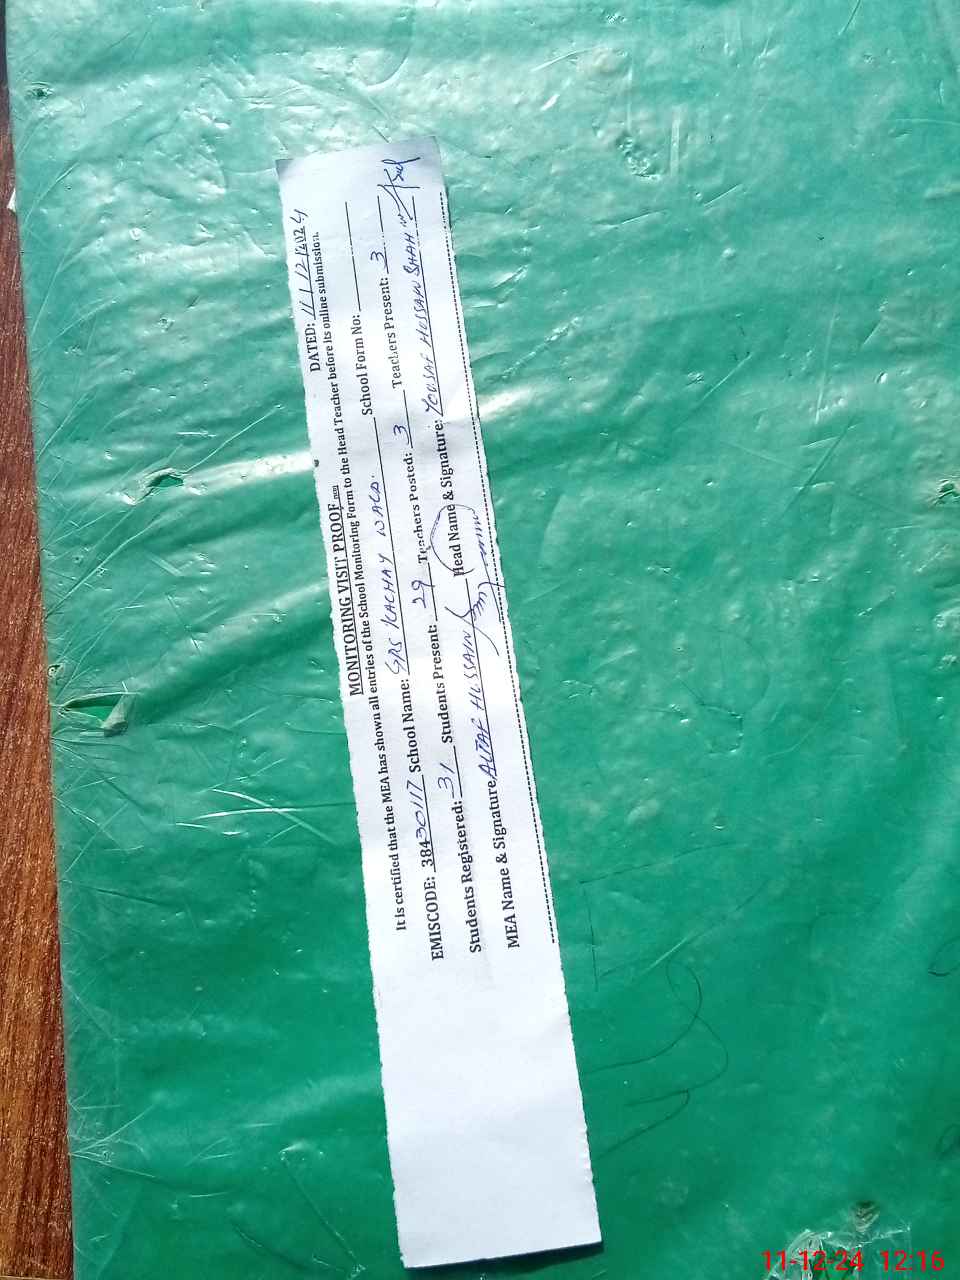 MONITORING VISIT PROOF DATED: 11/12/2024
It is certified that the MEA has shown all entries of the School Monitoring Form to the Head Teacher before its online submission.
EMISCODE: 38430117 School Name: GPS KACHAY WALA. School Form No:
Students Registered: 31 Students Present: 29 Teachers Posted: 3 Teachers Present: 3
MEA Name & Signature ALTAF HUSSAIN Head Name & Signature: YOUSAF HUSSAIN SHAH
11-12-24 12:16